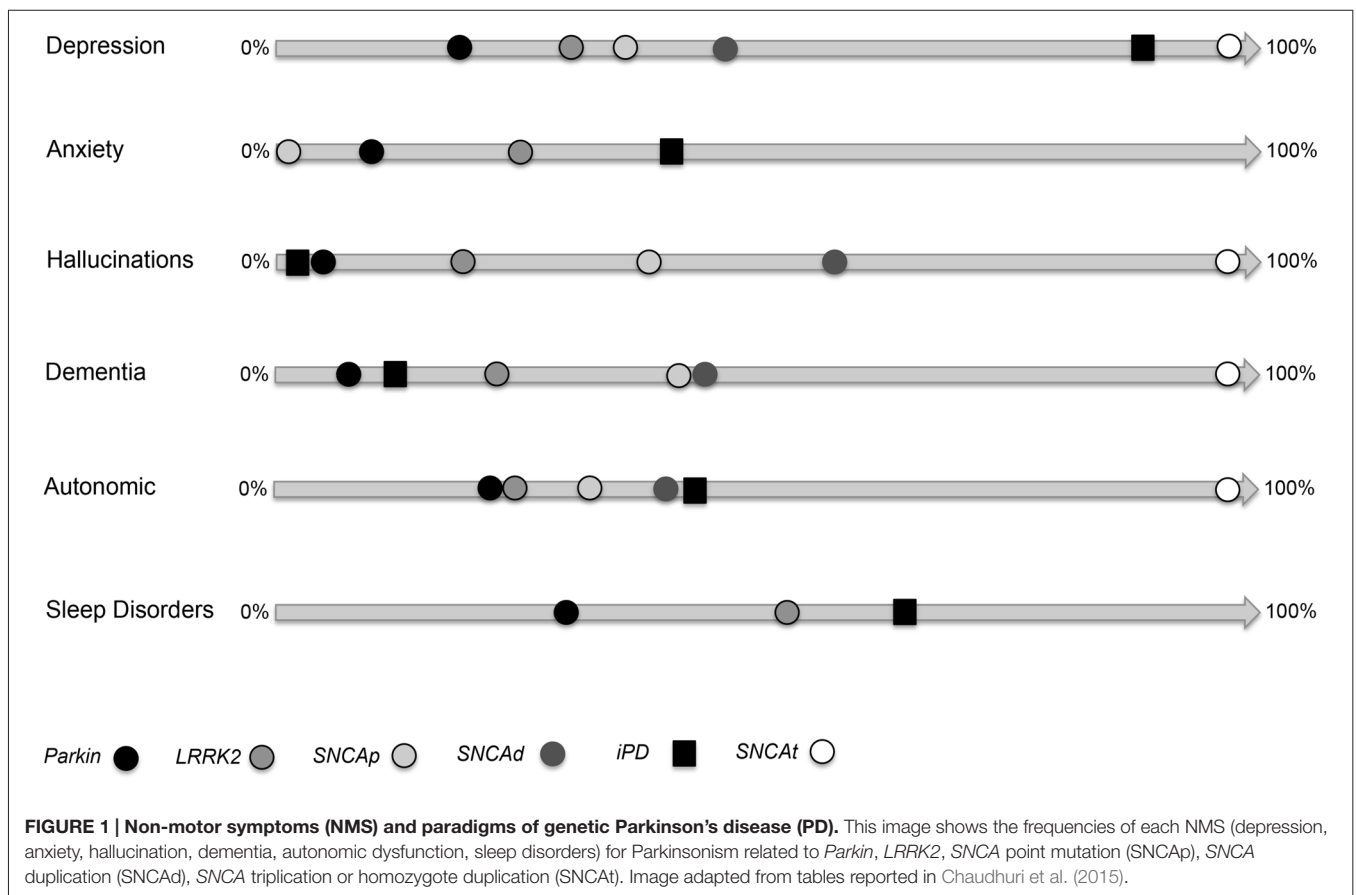 Depression 0% 100%
Anxiety 0% 100%
Hallucinations 0% 100%
Dementia 0% 100%
Autonomic 0% 100%
Sleep Disorders 0% 100%
Parkin LRRK2 SNCAp SNCAd iPD SNCAt
FIGURE 1 | Non-motor symptoms (NMS) and paradigms of genetic Parkinson's disease (PD). This image shows the frequencies of each NMS (depression,
anxiety, hallucination, dementia, autonomic dysfunction, sleep disorders) for Parkinsonism related to Parkin, LRRK2, SNCA point mutation (SNCAp), SNCA
duplication (SNCAd), SNCA triplication or homozygote duplication (SNCAt). Image adapted from tables reported in Chaudhuri et al. (2015).